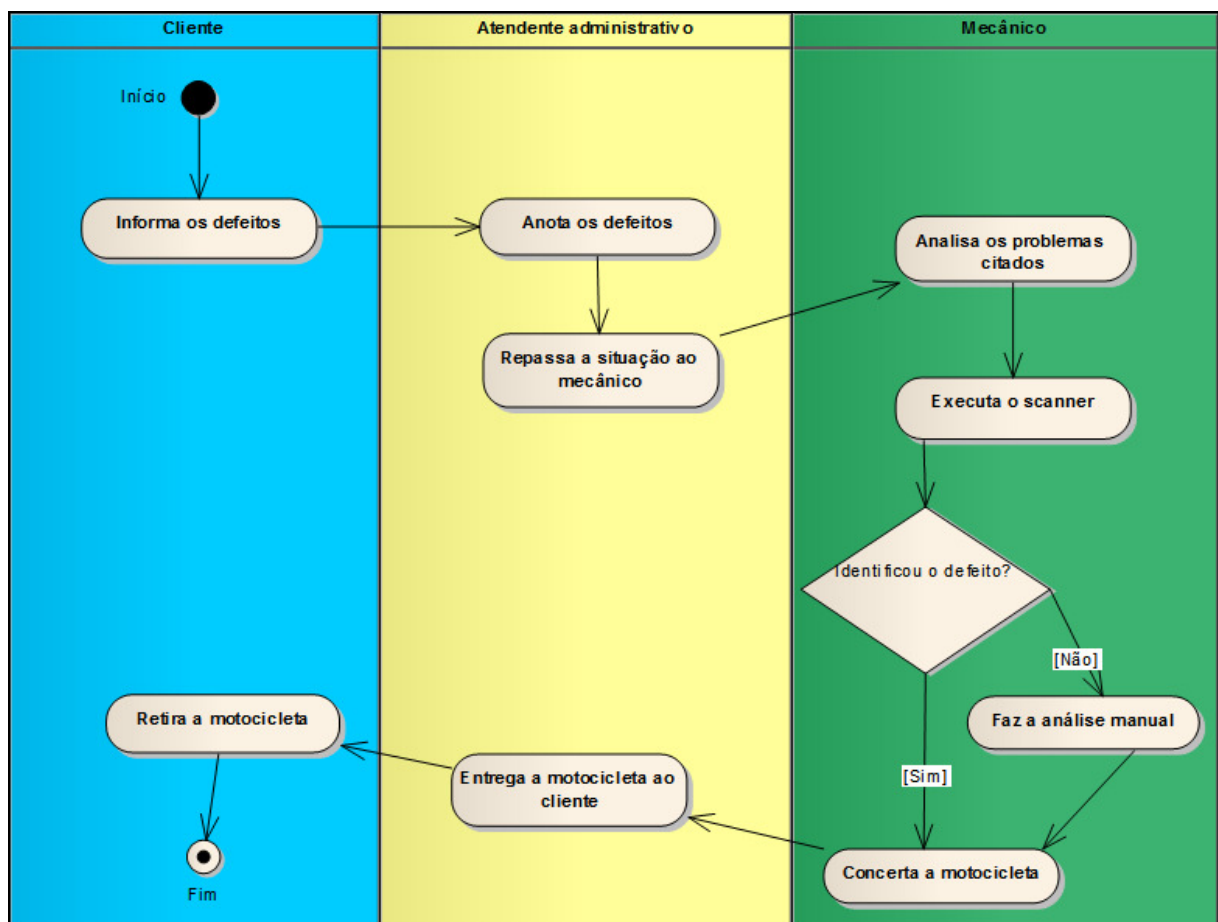 Cliente
Atendente administrativo
Mecânico
Início
Informa os defeitos
Anota os defeitos
Analisa os problemas
citados
Repassa a situação ao
mecânico
Executa o scanner
Identificou o defeito?
[Não]
Faz a análise manual
[Sim]
Concerta a motocicleta
Entrega a motocicleta ao
cliente
Retira a motocicleta
Fim